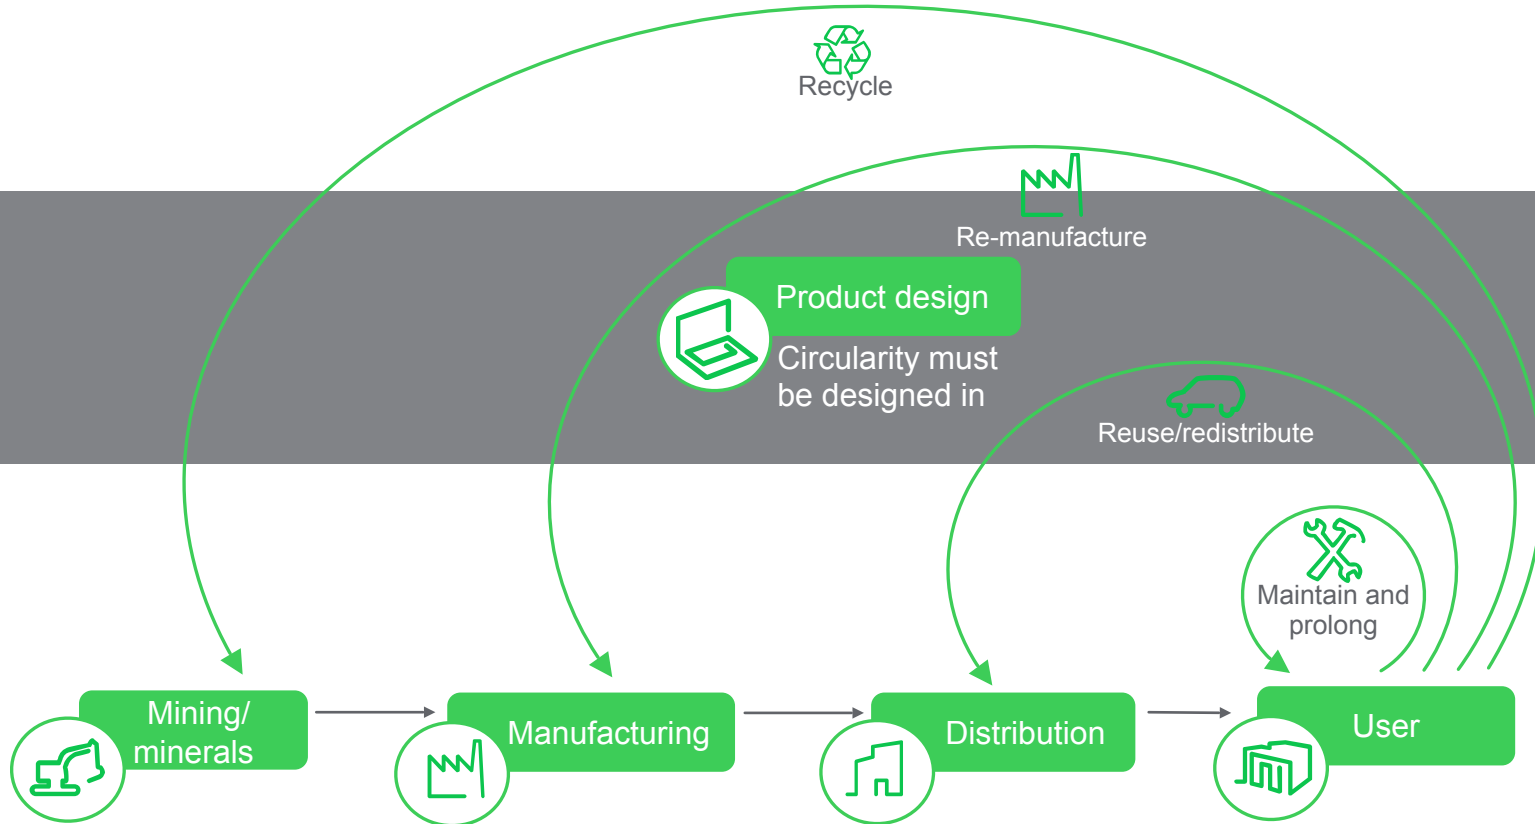 Recycle
Re-manufacture
Product design
Circularity must
be designed in
Reuse/redistribute
Maintain and
prolong
Mining/
minerals
Manufacturing
Distribution
User